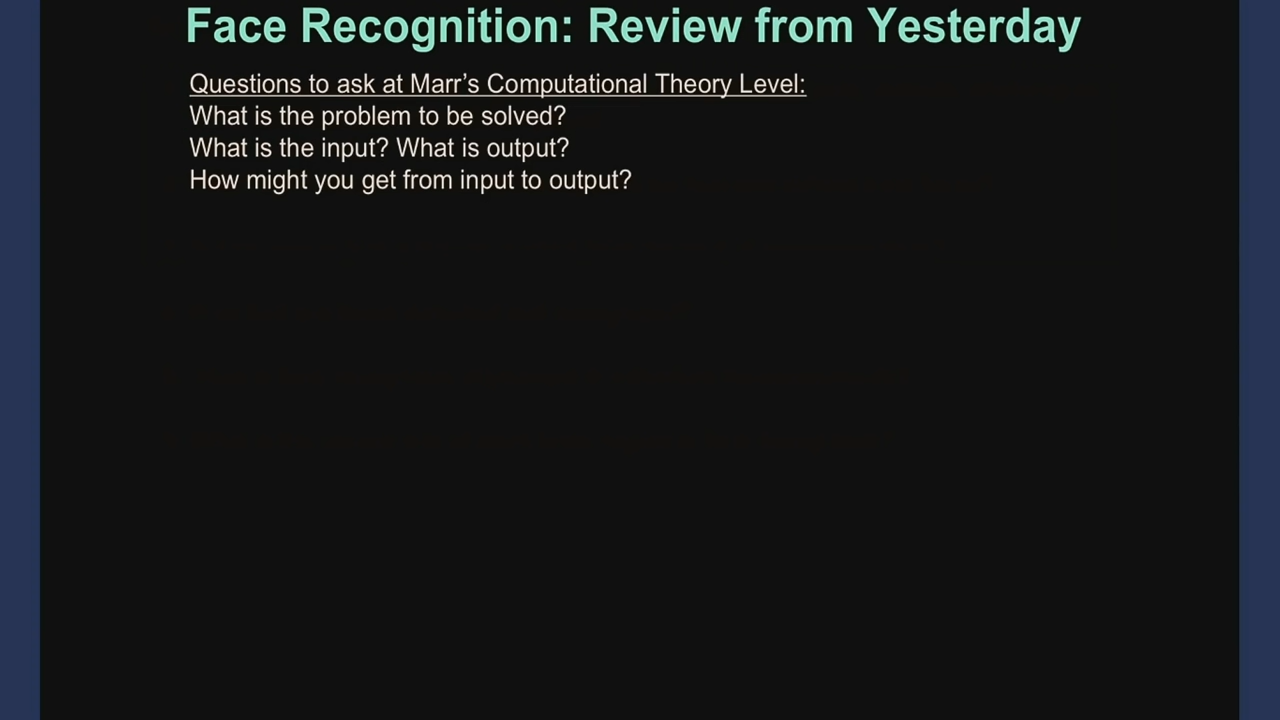 Face Recognition: Review from Yesterday
Questions to ask at Marr’s Computational Theory Level:
What is the problem to be solved?
What is the input? What is output?
How might you get from input to output?